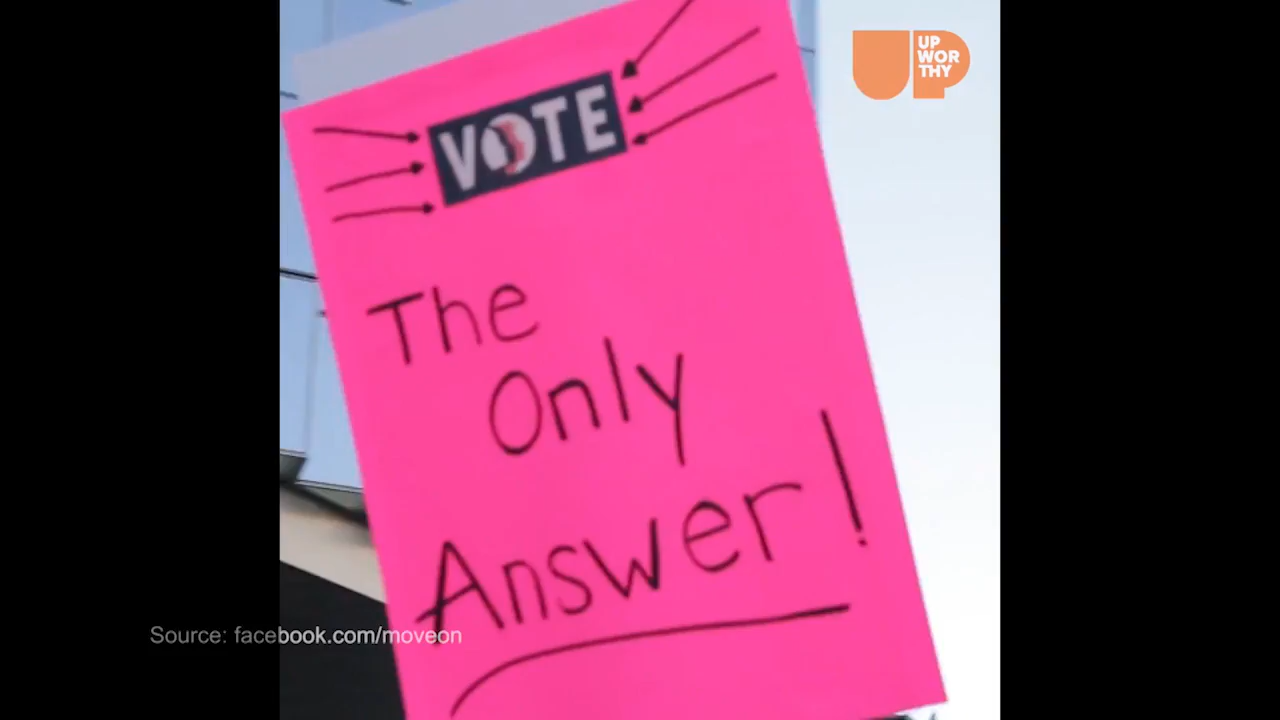 UP
WOR
THY
VOTE
The
Only
Answer!
Source: facebook.com/moveon